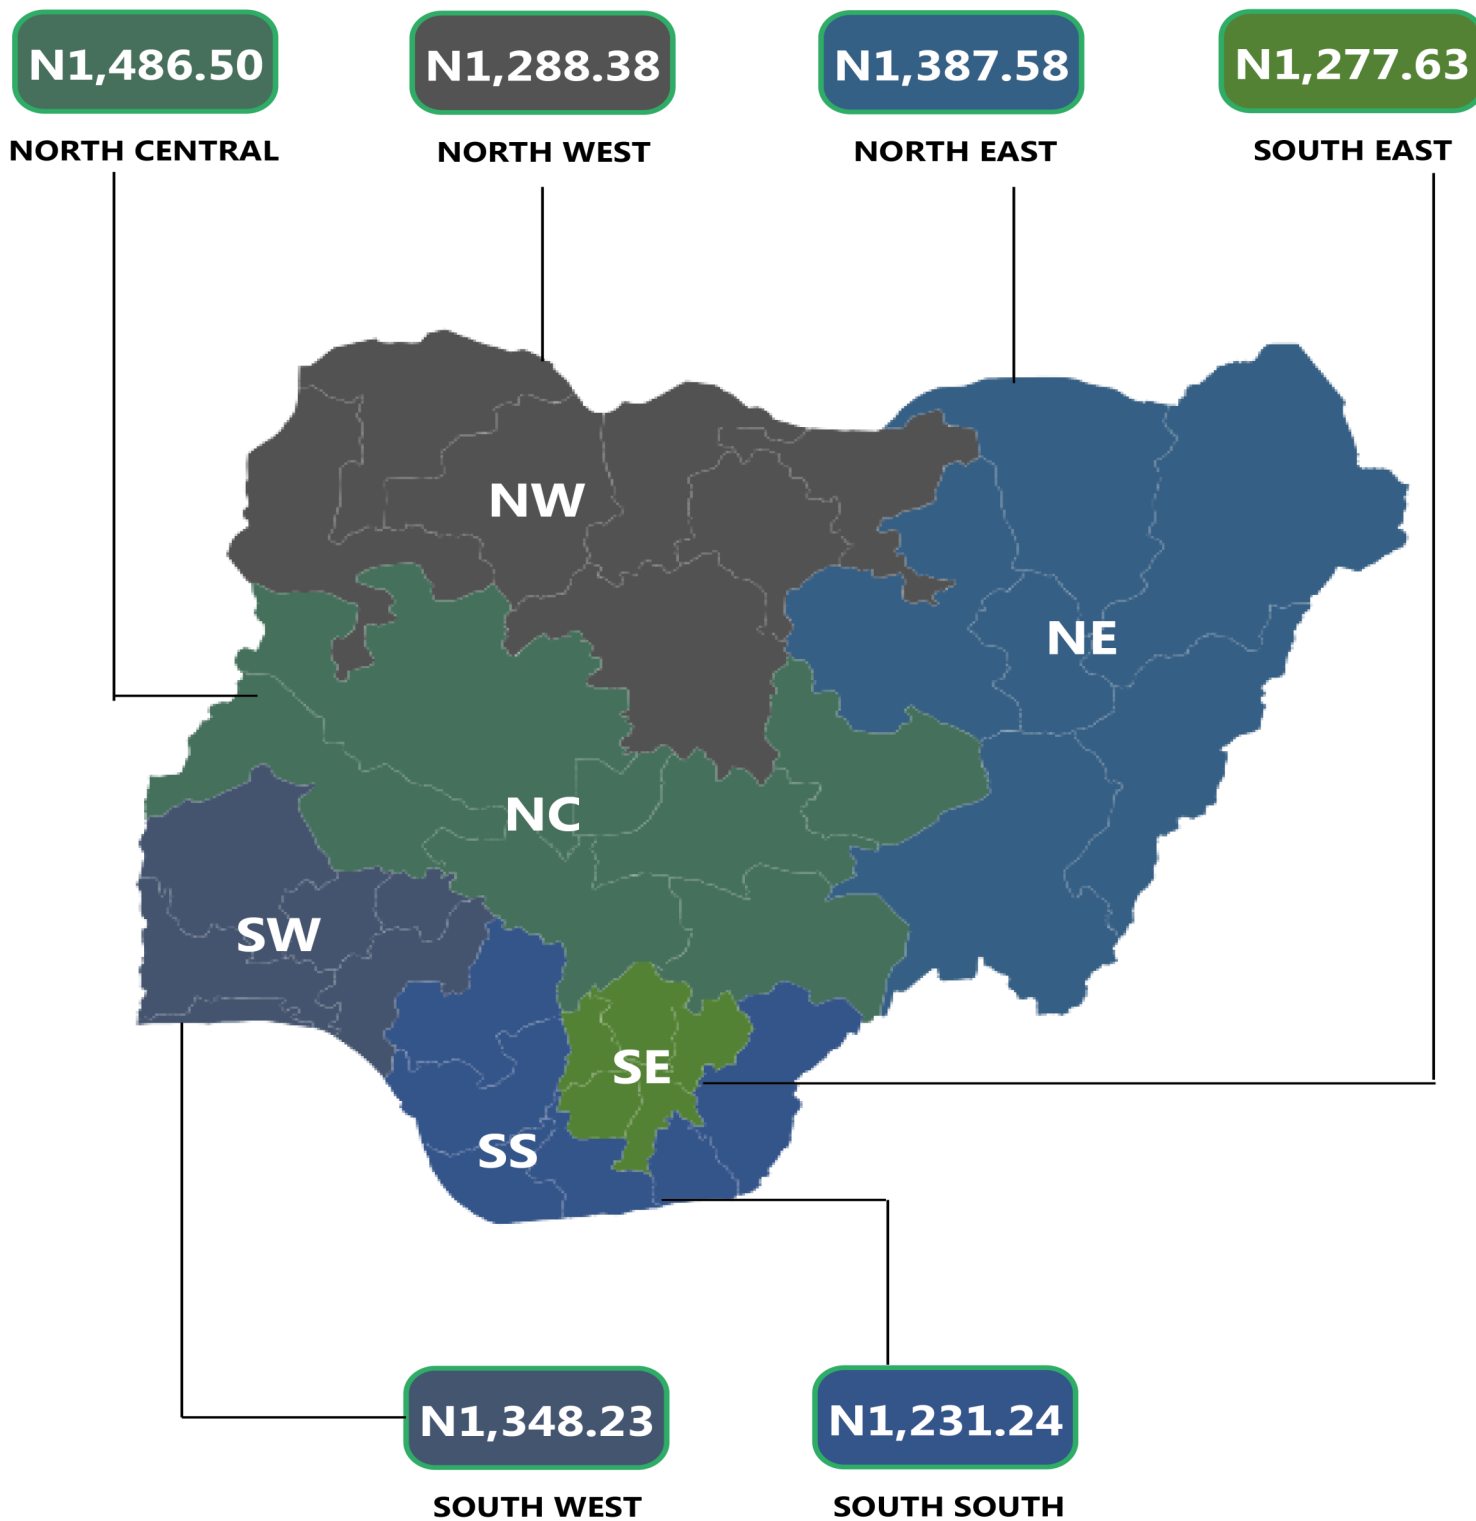 N1,486.50
N1,288.38
N1,387.58
N1,277.63
NORTH CENTRAL
NORTH WEST
NORTH EAST
SOUTH EAST
NW
NE
NC
SW
SE
SS
N1,348.23
N1,231.24
SOUTH WEST
SOUTH SOUTH